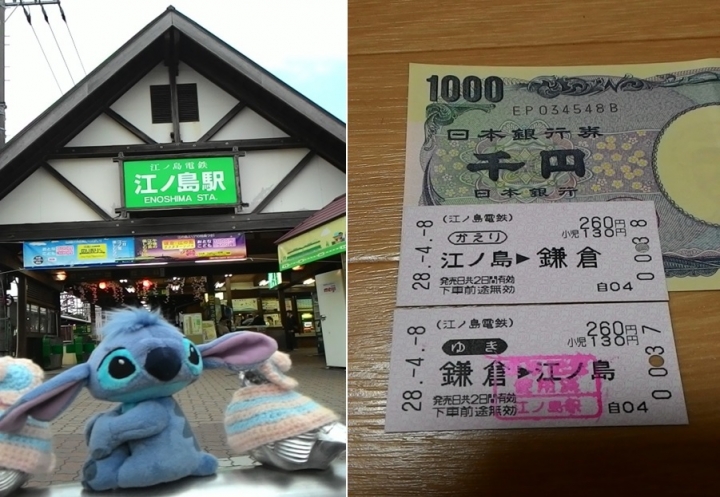 江ノ島電鉄
江ノ島駅
ENOSHIMA STA.
1000
EP034548B
日本銀行券
千円
日本銀行
(江ノ島電鉄)
かえり
260円
小児130円
江ノ島▶鎌倉
発売日共2日間有効
下車前途無効
自04
28.-4.-8
0038
(江ノ島電鉄)
ゆき
260円
小児130円
鎌倉▶江ノ島
発売日共2日間有効
下車前途無効
自04
28.-4.-8
0037
江ノ島駅